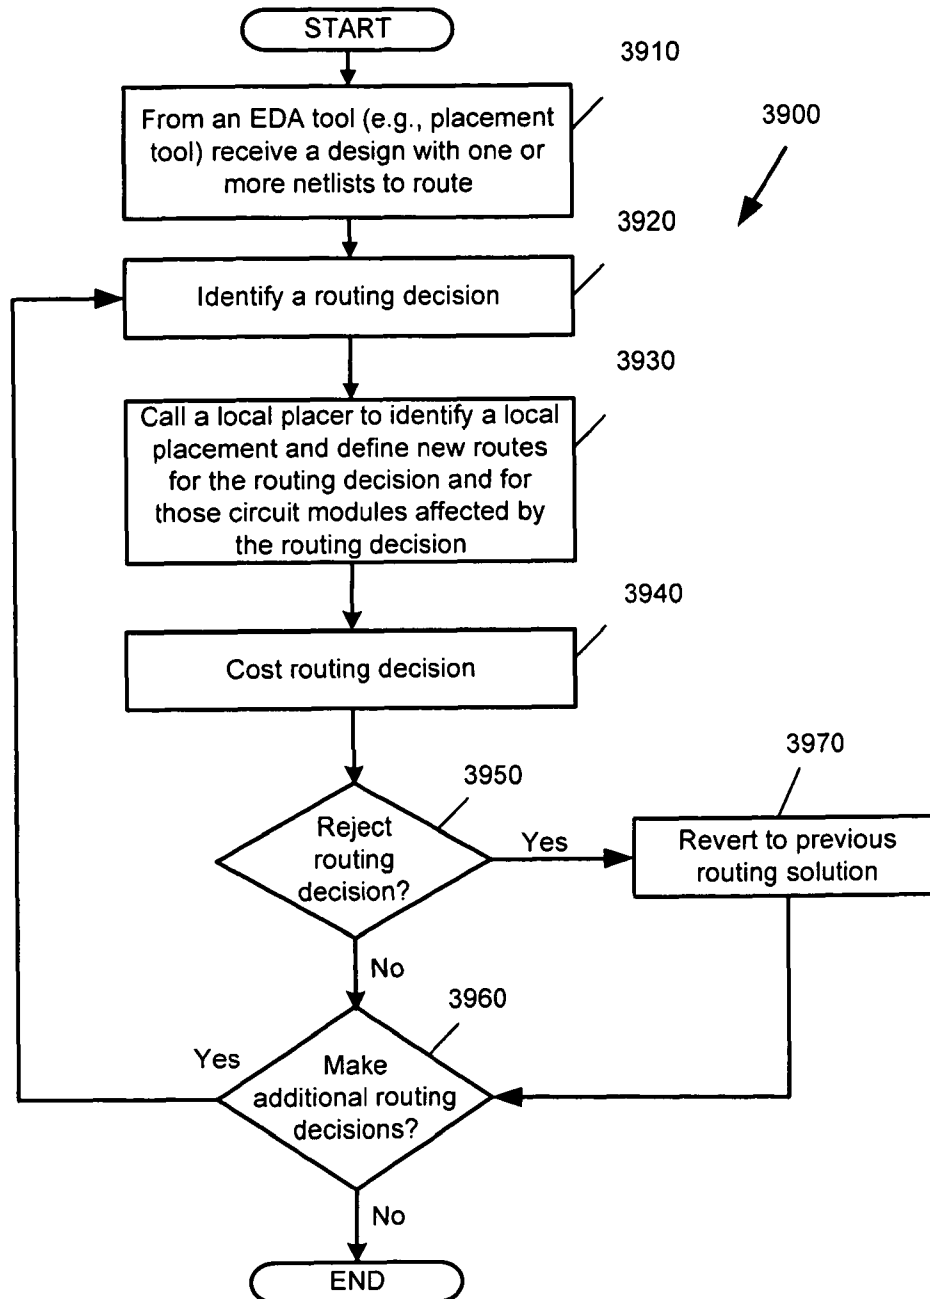 START
3910
From an EDA tool (e.g., placement
tool) receive a design with one or
more netlists to route
3900
3920
Identify a routing decision
3930
Call a local placer to identify a local
placement and define new routes
for the routing decision and for
those circuit modules affected by
the routing decision
3940
Cost routing decision
3950
Reject
routing
decision?
Yes
3970
Revert to previous
routing solution
No
3960
Yes
Make
additional routing
decisions?
No
END